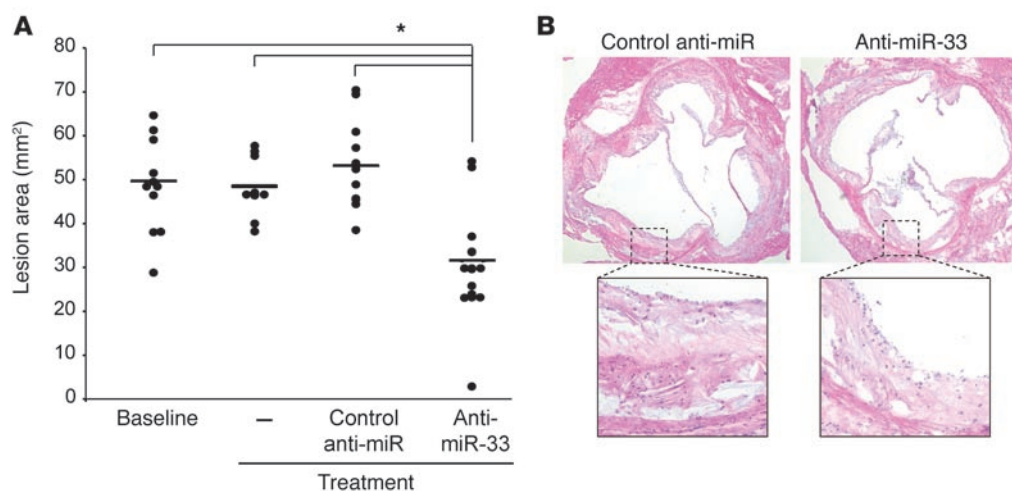 A
*
80
70
60
50
40
30
20
10
0
Lesion area (mm²)
Baseline
–
Control
anti-miR
Anti-
miR-33
Treatment
B
Control anti-miR
Anti-miR-33